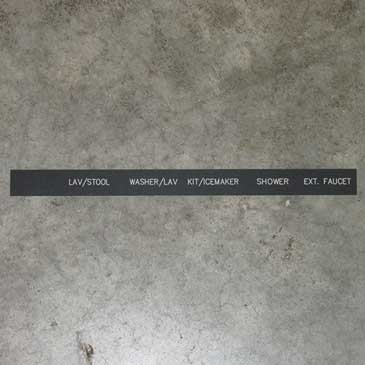 LAV/STOOL WASHER/LAV KIT/ICEMAKER SHOWER EXT. FAUCET